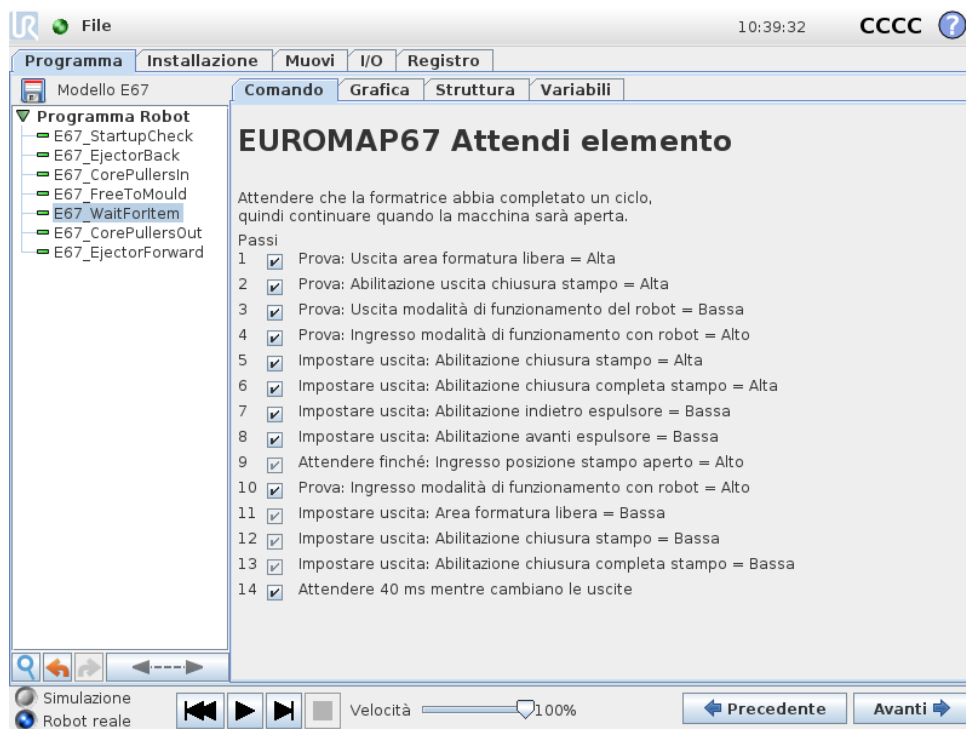 UR File 10:39:32 CCCC ?
Programma Installazione Muovi I/O Registro
Modello E67 Comando Grafica Struttura Variabili
Programma Robot
E67_StartupCheck
E67_EjectorBack
E67_CorePullersIn
E67_FreeToMould
E67_WaitForItem
E67_CorePullersOut
E67_EjectorForward
EUROMAP67 Attendi elemento
Attendere che la formatrice abbia completato un ciclo,
quindi continuare quando la macchina sarà aperta.
Passi
1 Prova: Uscita area formatura libera = Alta
2 Prova: Abilitazione uscita chiusura stampo = Alta
3 Prova: Uscita modalità di funzionamento del robot = Bassa
4 Prova: Ingresso modalità di funzionamento con robot = Alto
5 Impostare uscita: Abilitazione chiusura stampo = Alta
6 Impostare uscita: Abilitazione chiusura completa stampo = Alta
7 Impostare uscita: Abilitazione indietro espulsore = Bassa
8 Impostare uscita: Abilitazione avanti espulsore = Bassa
9 Attendere finché: Ingresso posizione stampo aperto = Alto
10 Prova: Ingresso modalità di funzionamento con robot = Alto
11 Impostare uscita: Area formatura libera = Bassa
12 Impostare uscita: Abilitazione chiusura stampo = Bassa
13 Impostare uscita: Abilitazione chiusura completa stampo = Bassa
14 Attendere 40 ms mentre cambiano le uscite
Simulazione
Robot reale
Velocità 100% Precedente Avanti